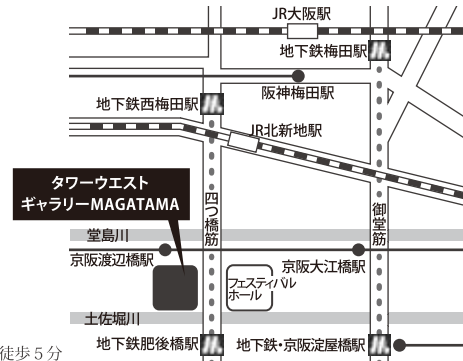 JR大阪駅
地下鉄梅田駅
阪神梅田駅
地下鉄西梅田駅
JR北新地駅
タワーウエスト
ギャラリーMAGATAMA
四つ橋筋
御堂筋
堂島川
京阪渡辺橋駅
京阪大江橋駅
フェスティバル
ホール
土佐堀川
地下鉄肥後橋駅
地下鉄・京阪淀屋橋駅
徒歩５分